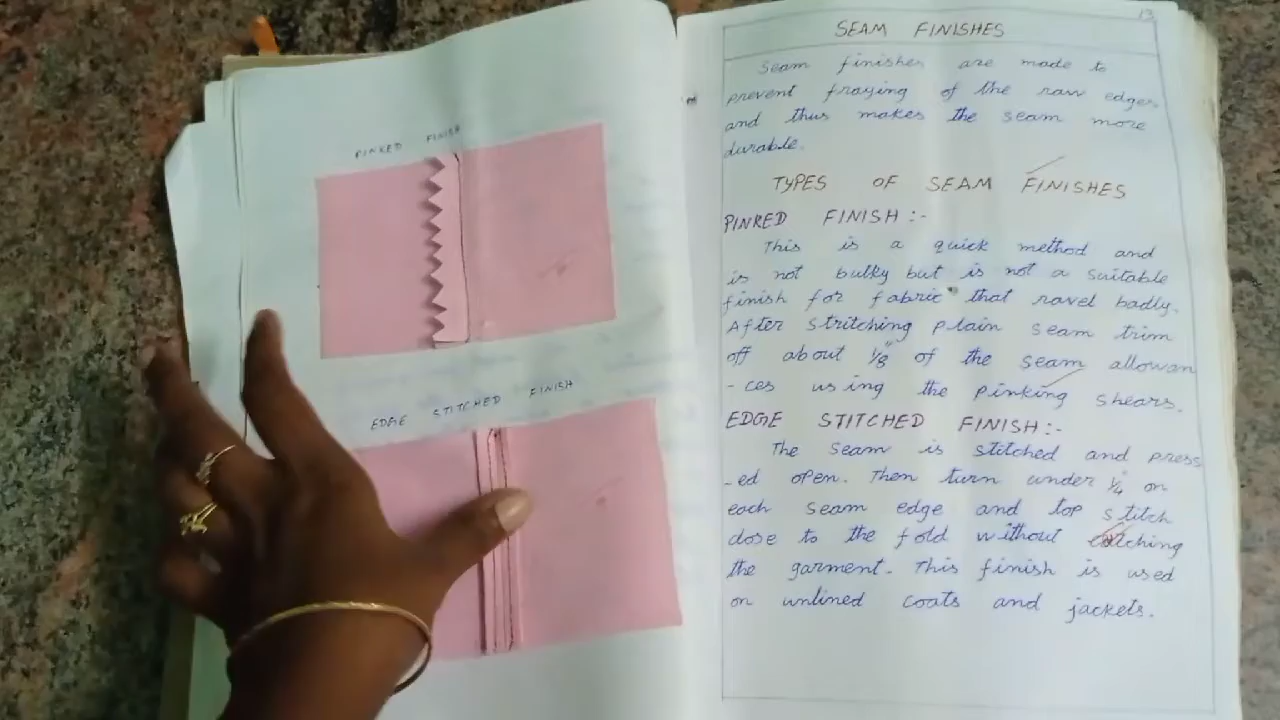 PINKED FINISH
EDGE STITCHED FINISH
13
SEAM FINISHES
Seam finishes are made to
prevent fraying of the raw edges
and thus makes the seam more
durable.
TYPES OF SEAM FINISHES
PINKED FINISH :-
This is a quick method and
is not bulky but is not a suitable
finish for fabric that ravel badly.
After stritching plain seam trim
off about 1/8" of the seam allowan
-ces using the pinking shears.
EDGE STITCHED FINISH:-
The seam is stitched and press
-ed open. Then turn under 1/4" on
each seam edge and top stitch
close to the fold without catching
the garment. This finish is used
on unlined coats and jackets.